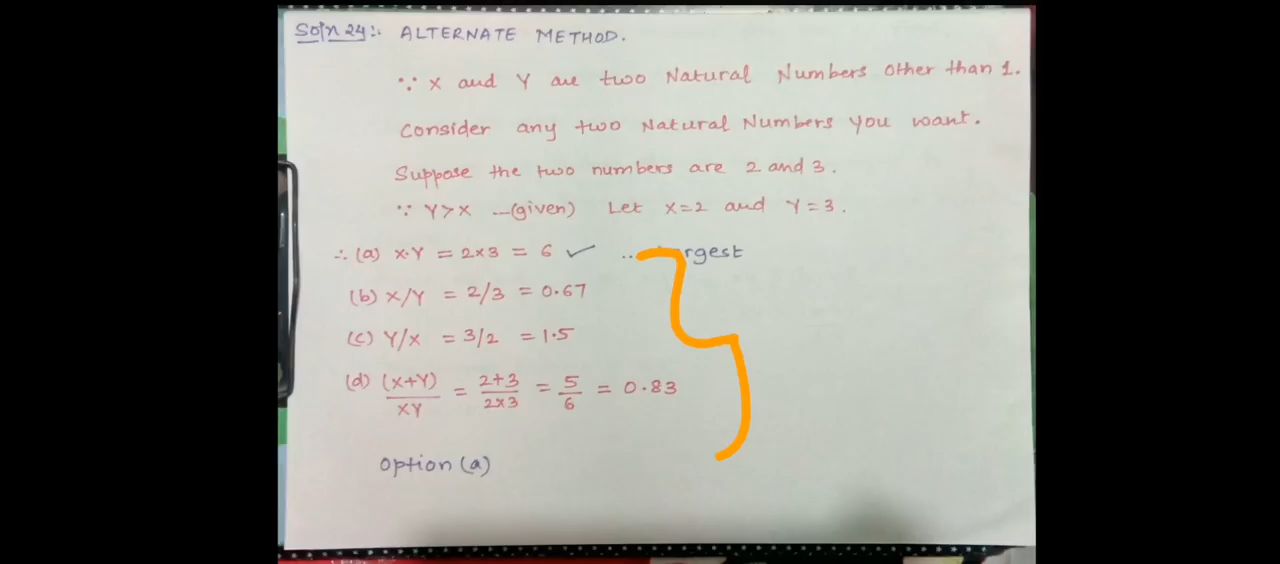 Soln 24:. ALTERNATE METHOD.
∵ X and Y are two Natural Numbers other than 1.
Consider any two Natural Numbers you want.
Suppose the two numbers are 2 and 3.
∵ Y>X ...(given) Let X=2 and Y=3.
∴ (a) X·Y = 2×3 = 6 ✓ ...
(b) X/Y = 2/3 = 0.67
(c) Y/X = 3/2 = 1.5
(d) (X+Y)/XY = 2+3/2×3 = 5/6 = 0.83
Option (a)